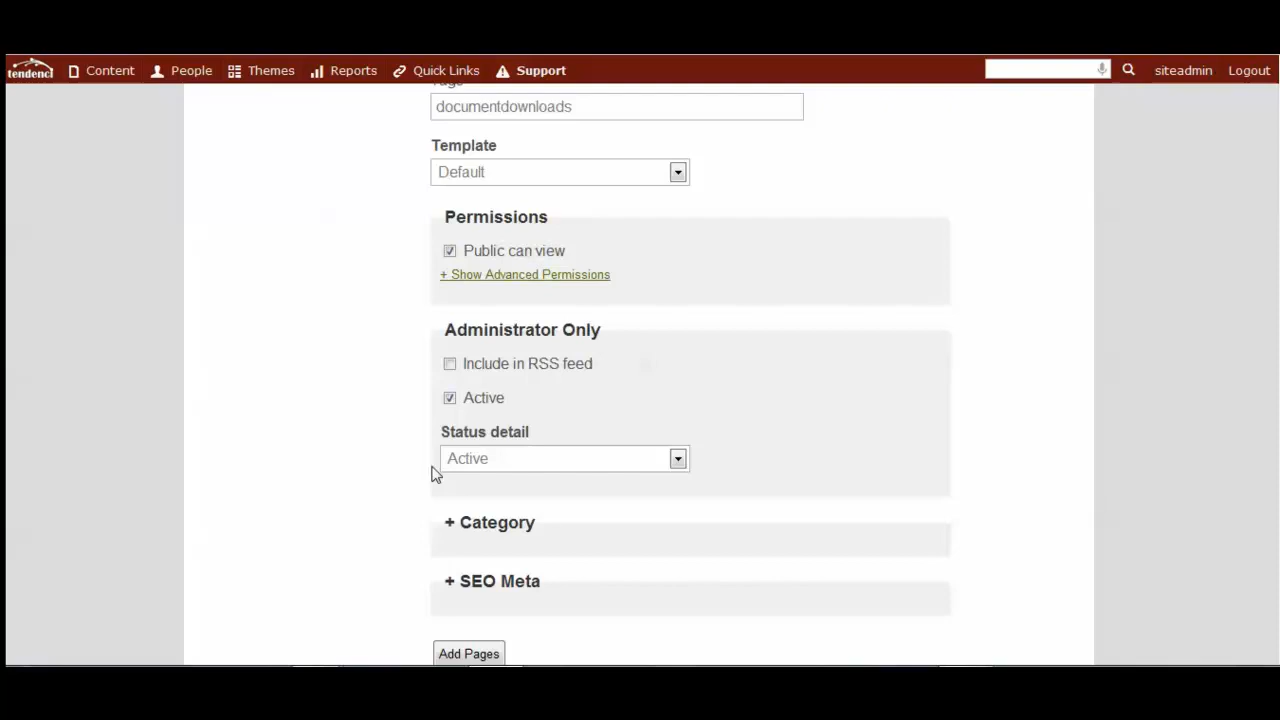 tendenci Content People Themes Reports Quick Links Support siteadmin Logout
Tags
documentdownloads
Template
Default
Permissions
Public can view
+ Show Advanced Permissions
Administrator Only
Include in RSS feed
Active
Status detail
Active
+ Category
+ SEO Meta
Add Pages